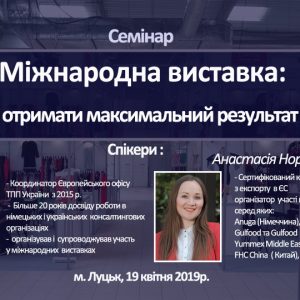 Семінар
Міжнародна виставка:
отримати максимальний результат
Спікери :
Анастасія
- Координатор Європейського офісу
ТПП України з 2015 р.
- Більше 20 років досвіду роботи в
німецьких і українських консалтингових
організаціях
- організував і супроводжував участь
у міжнародних виставках
- Сертифікований
з експорту в ЄС
організатор участі
серед яких:
Anuga (Німеччина),
Gulfood та Gulfood
Yummex Middle
FHC China ( Китай),
м. Луцьк, 19 квітня 2019р.